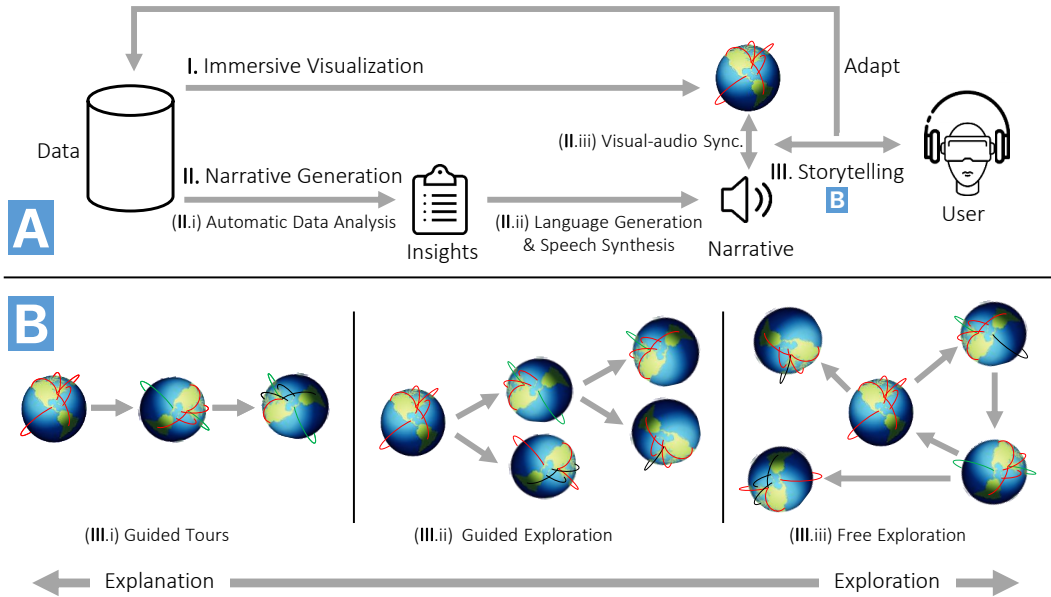 I. Immersive Visualization
Adapt
Data
(II.iii) Visual-audio Sync.
II. Narrative Generation
III. Storytelling
B
(II.i) Automatic Data Analysis
(II.ii) Language Generation
& Speech Synthesis
User
A
Insights
Narrative
B
(III.i) Guided Tours
(III.ii) Guided Exploration
(III.iii) Free Exploration
Explanation
Exploration